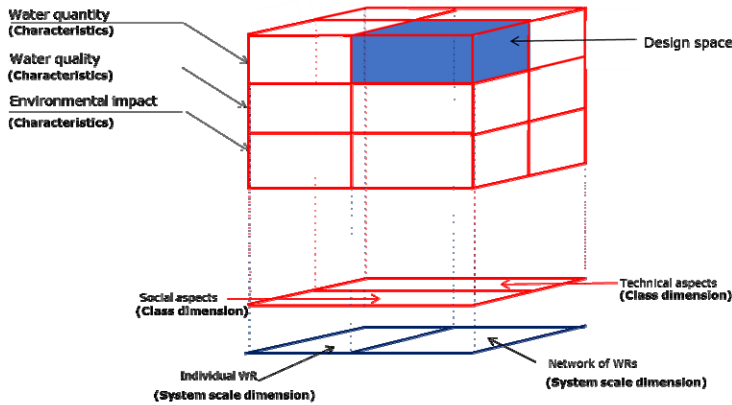 Water quantity
(Characteristics)
Water quality
(Characteristics)
Environmental impact
(Characteristics)
Design space
Technical aspects
(Class dimension)
Social aspects
(Class dimension)
Individual WR
(System scale dimension)
Network of WRs
(System scale dimension)